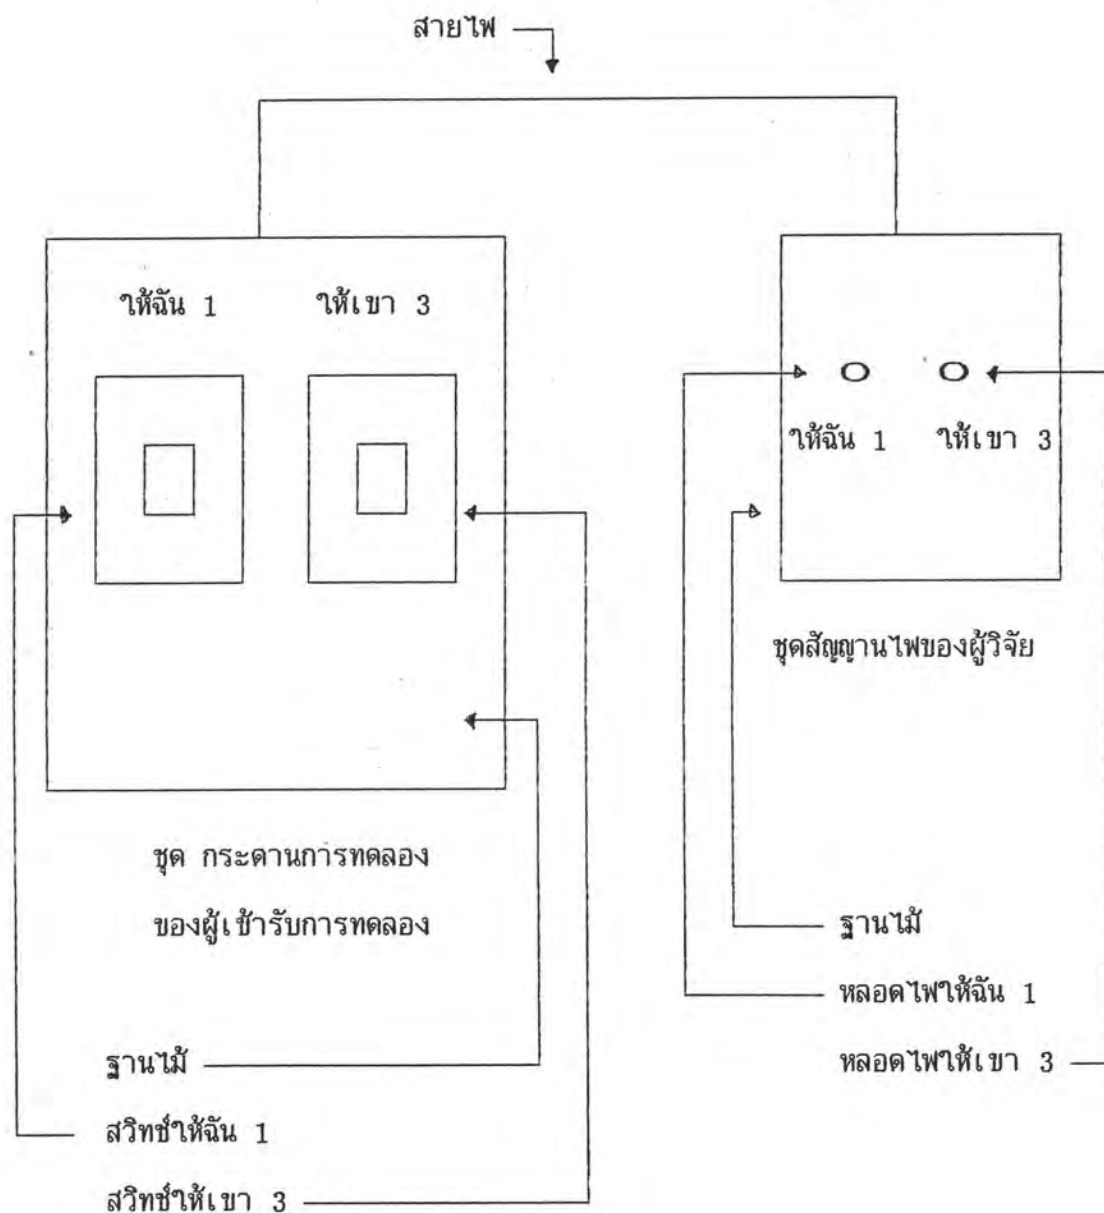 สายไฟ
ให้ฉัน 1
ให้เขา 3
ให้ฉัน 1
ให้เขา 3
ชุดสัญญานไฟของผู้วิจัย
ชุด กระดานการทดลอง
ของผู้เข้ารับการทดลอง
ฐานไม้
หลอดไฟให้ฉัน 1
หลอดไฟให้เขา 3
ฐานไม้
สวิทช์ให้ฉัน 1
สวิทช์ให้เขา 3